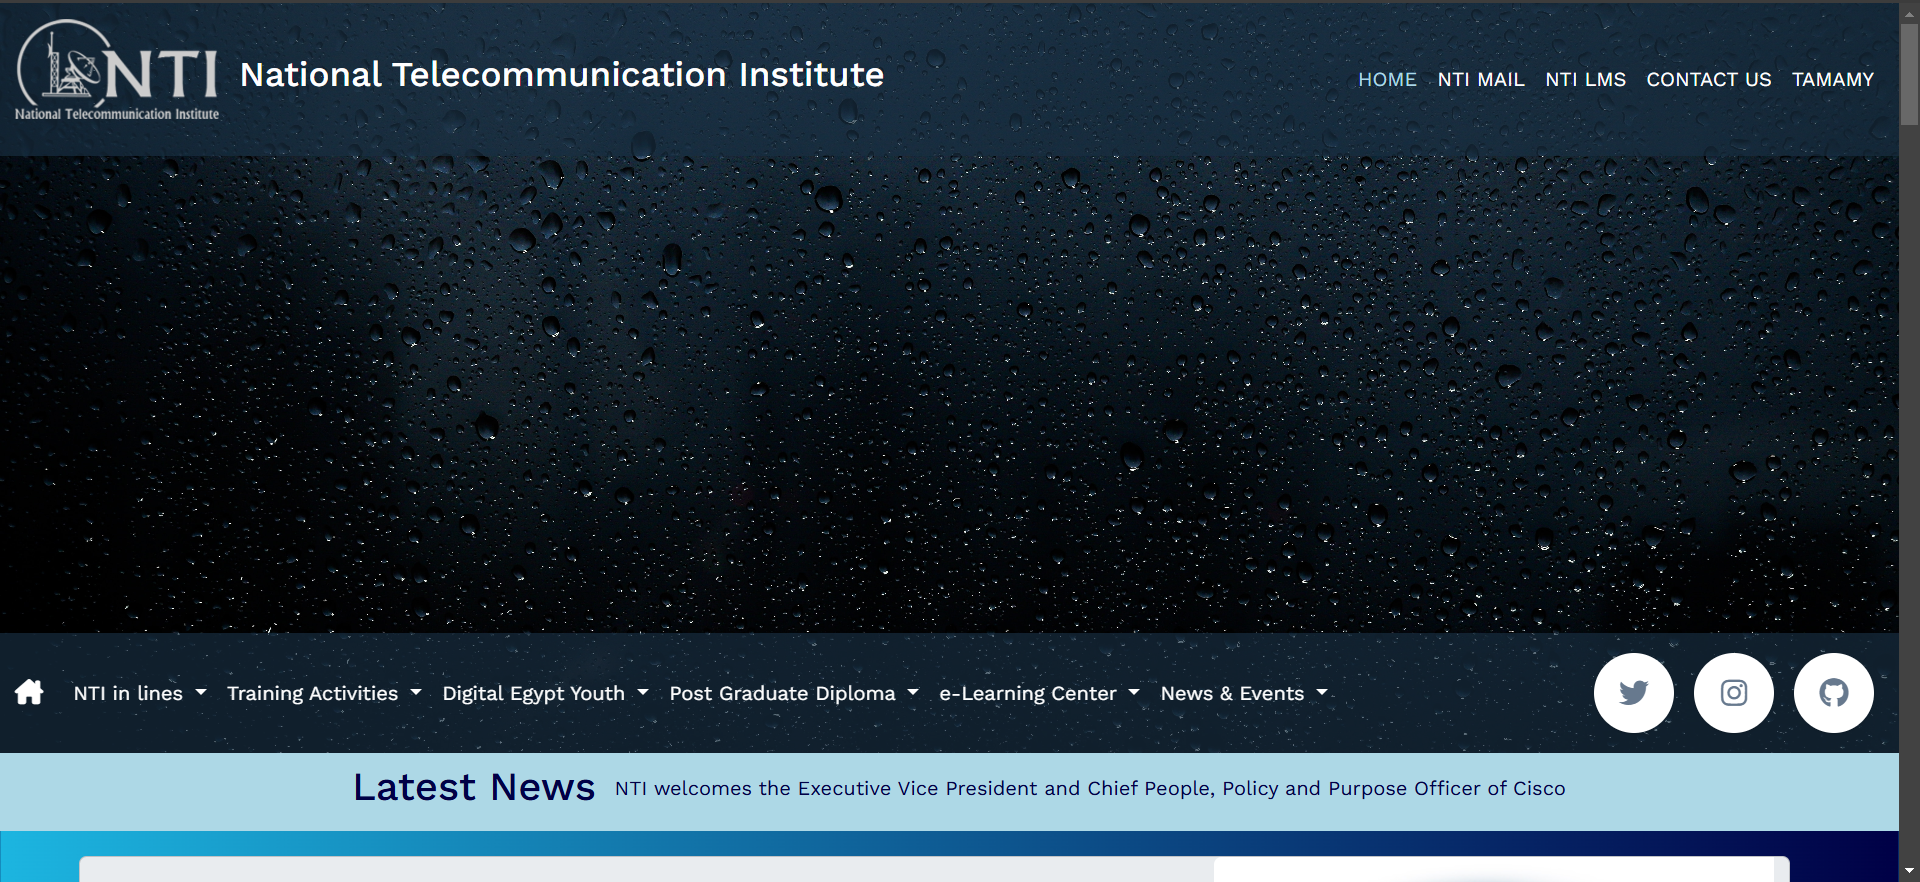 NTI
National Telecommunication Institute
National Telecommunication Institute
HOME NTI MAIL NTI LMS CONTACT US TAMAMY
NTI in lines Training Activities Digital Egypt Youth Post Graduate Diploma e-Learning Center News & Events
Latest News NTI welcomes the Executive Vice President and Chief People, Policy and Purpose Officer of Cisco